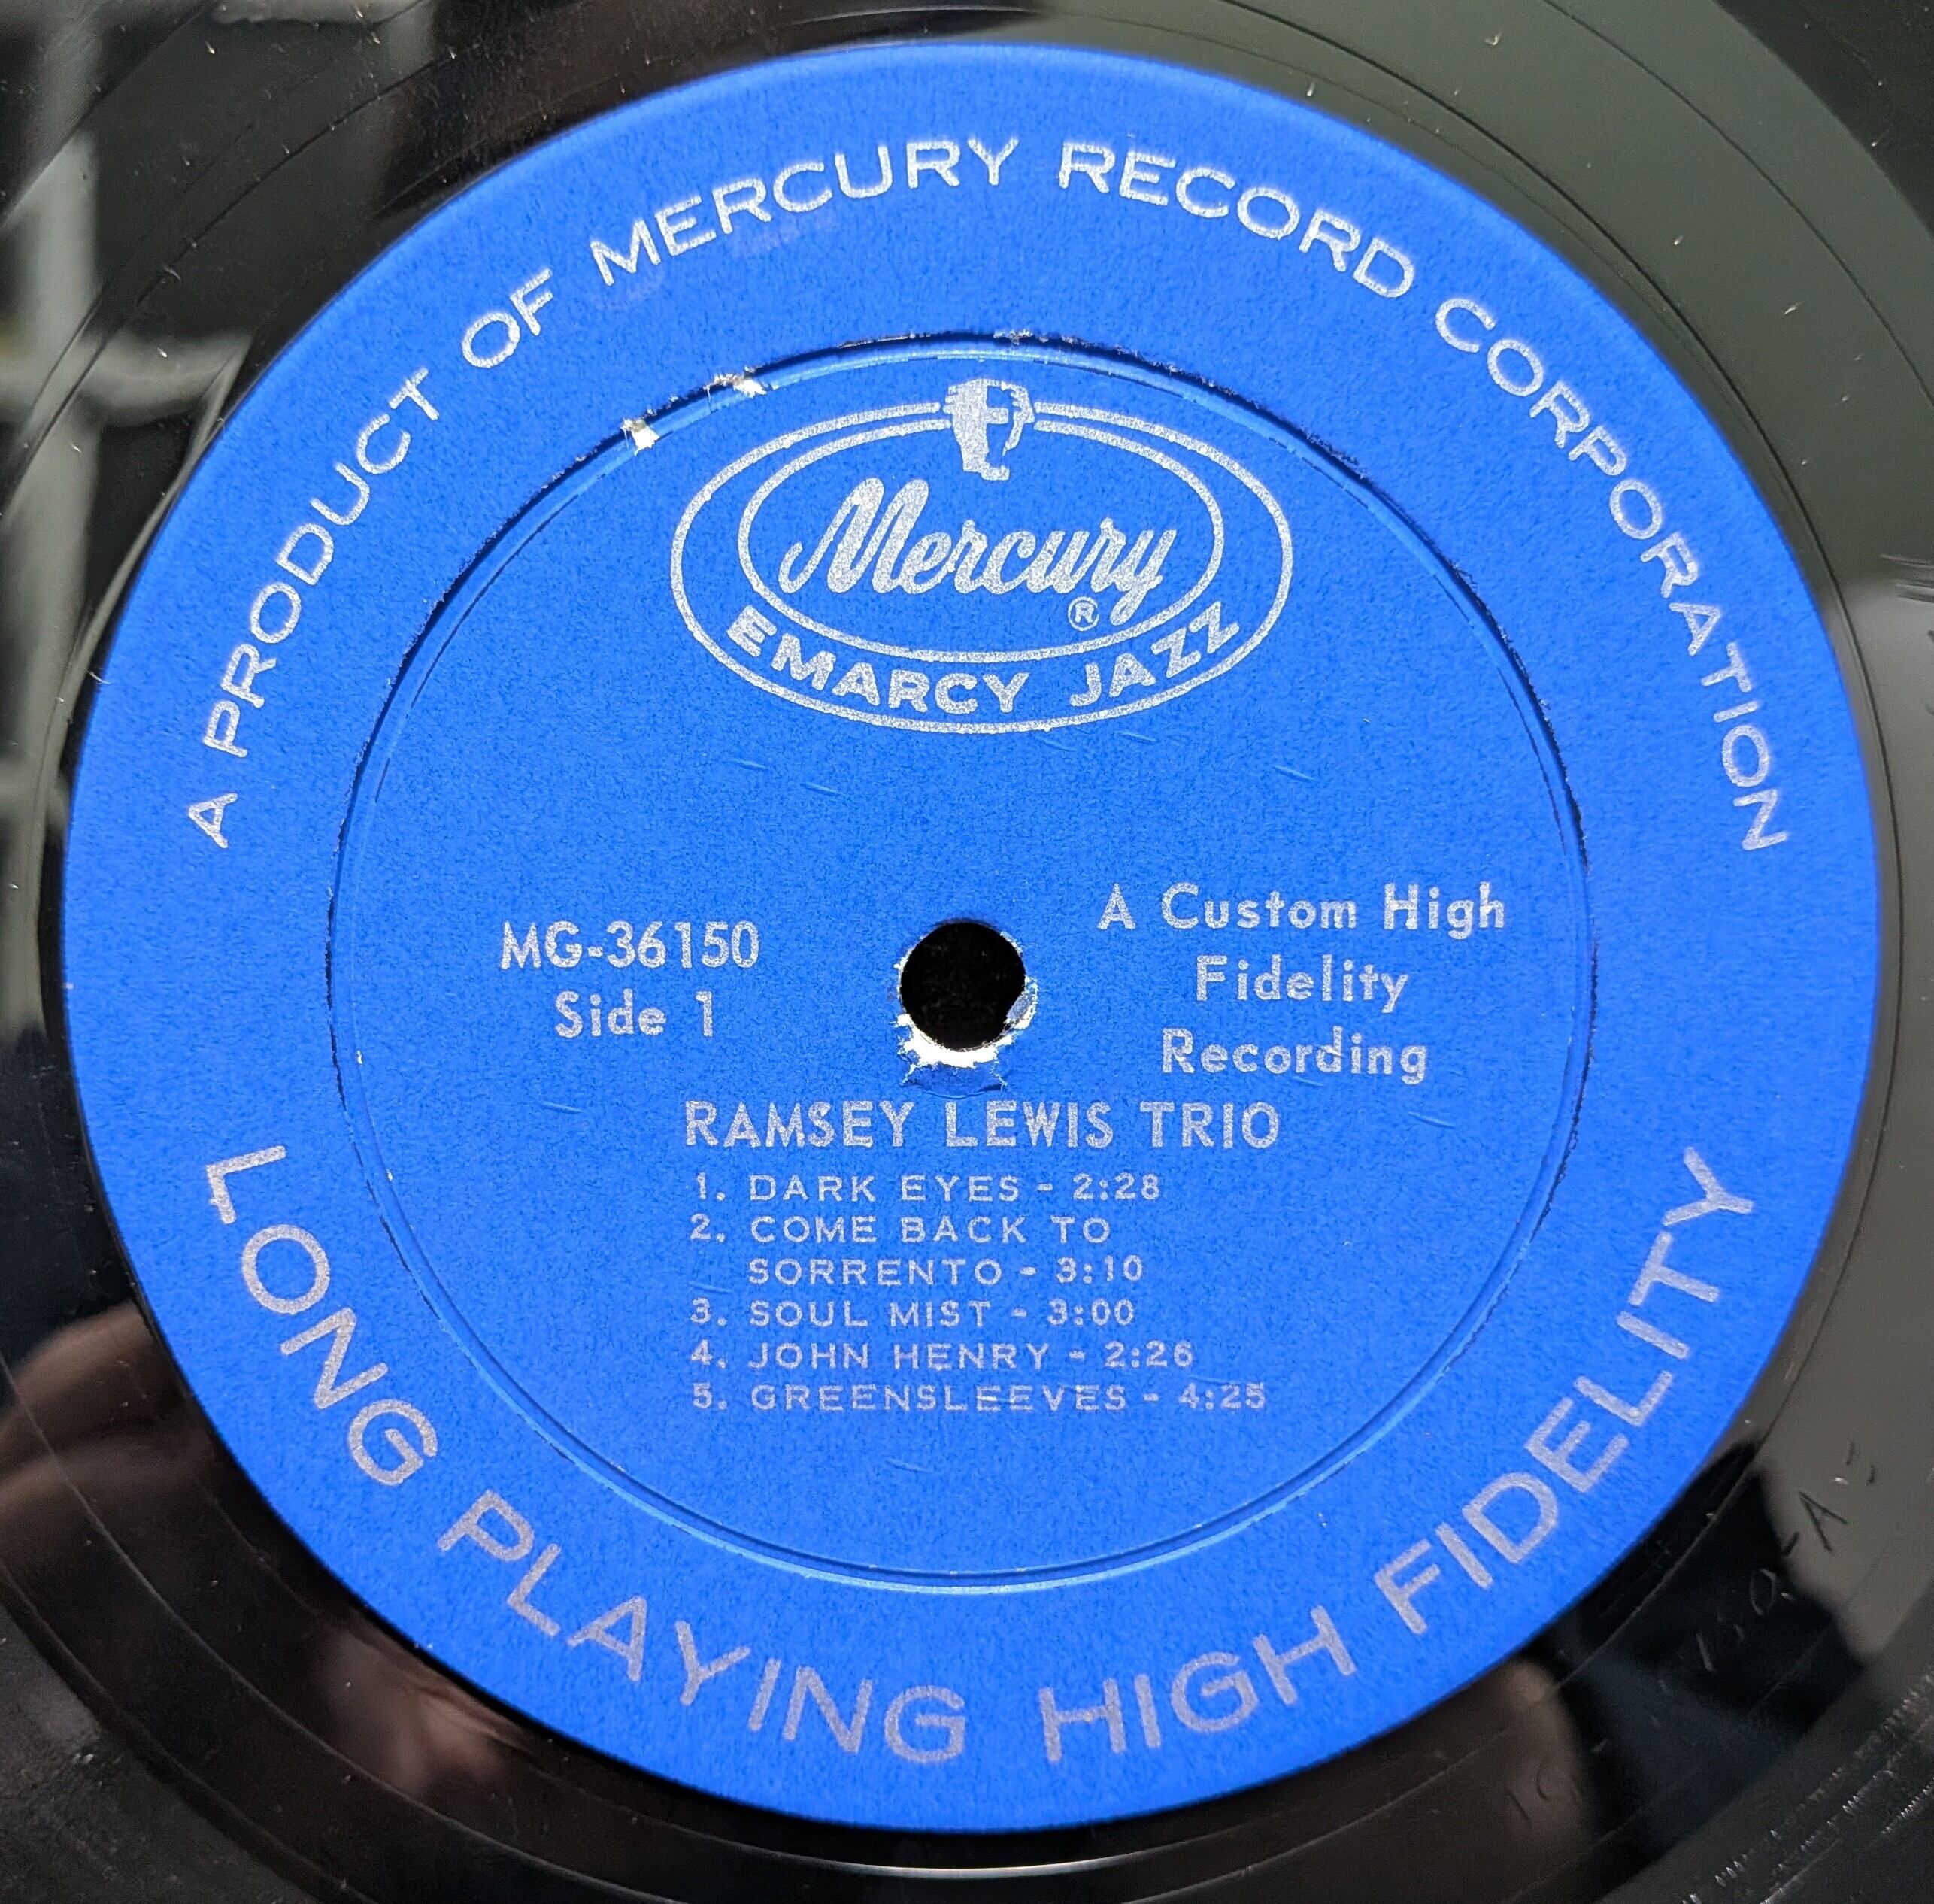 A PRODUCT OF MERCURY RECORD CORPORATION
Mercury
®
EMARCY JAZZ
MG-36150
Side 1
A Custom High
Fidelity
Recording
RAMSEY LEWIS TRIO
1. DARK EYES - 2:28
2. COME BACK TO
SORRENTO - 3:10
3. SOUL MIST - 3:00
4. JOHN HENRY - 2:26
5. GREENSLEEVES - 4:25
LONG PLAYING HIGH FIDELITY